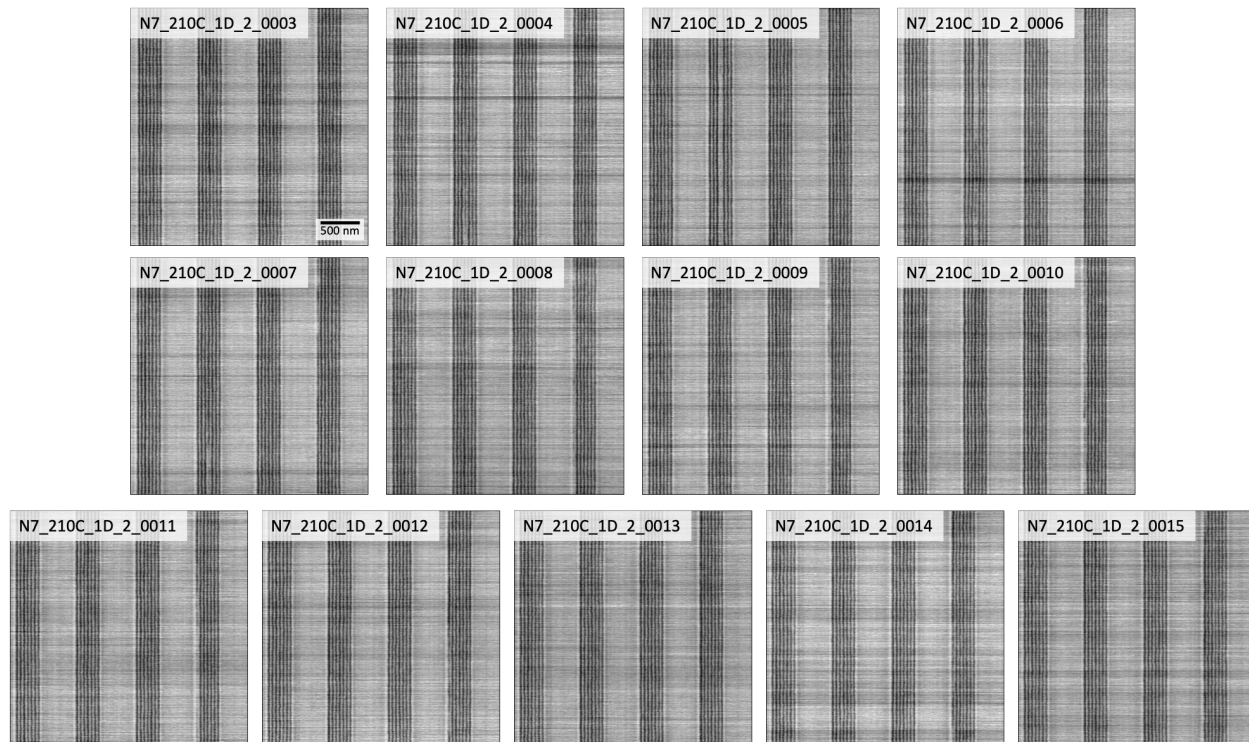 N7_210C_1D_2_0003
N7_210C_1D_2_0004
N7_210C_1D_2_0005
N7_210C_1D_2_0006
500 nm
N7_210C_1D_2_0007
N7_210C_1D_2_0008
N7_210C_1D_2_0009
N7_210C_1D_2_0010
N7_210C_1D_2_0011
N7_210C_1D_2_0012
N7_210C_1D_2_0013
N7_210C_1D_2_0014
N7_210C_1D_2_0015